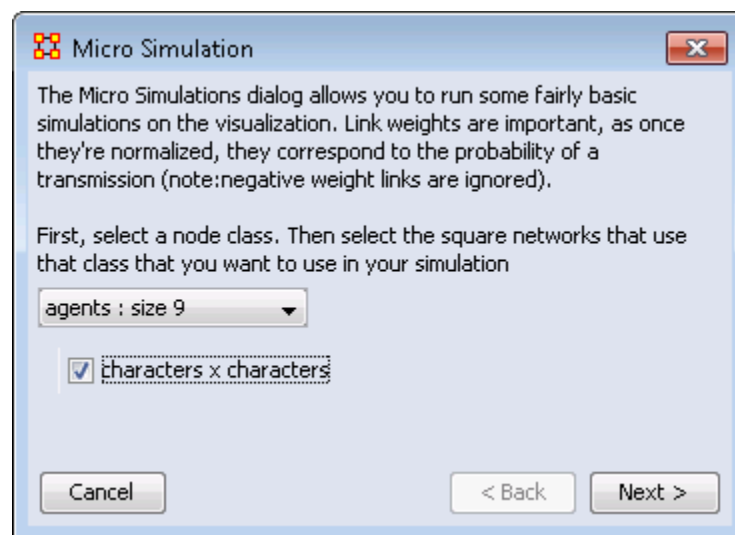 Micro Simulation
The Micro Simulations dialog allows you to run some fairly basic
simulations on the visualization. Link weights are important, as once
they're normalized, they correspond to the probability of a
transmission (note:negative weight links are ignored).
First, select a node class. Then select the square networks that use
that class that you want to use in your simulation
agents : size 9
characters x characters
Cancel
< Back
Next >